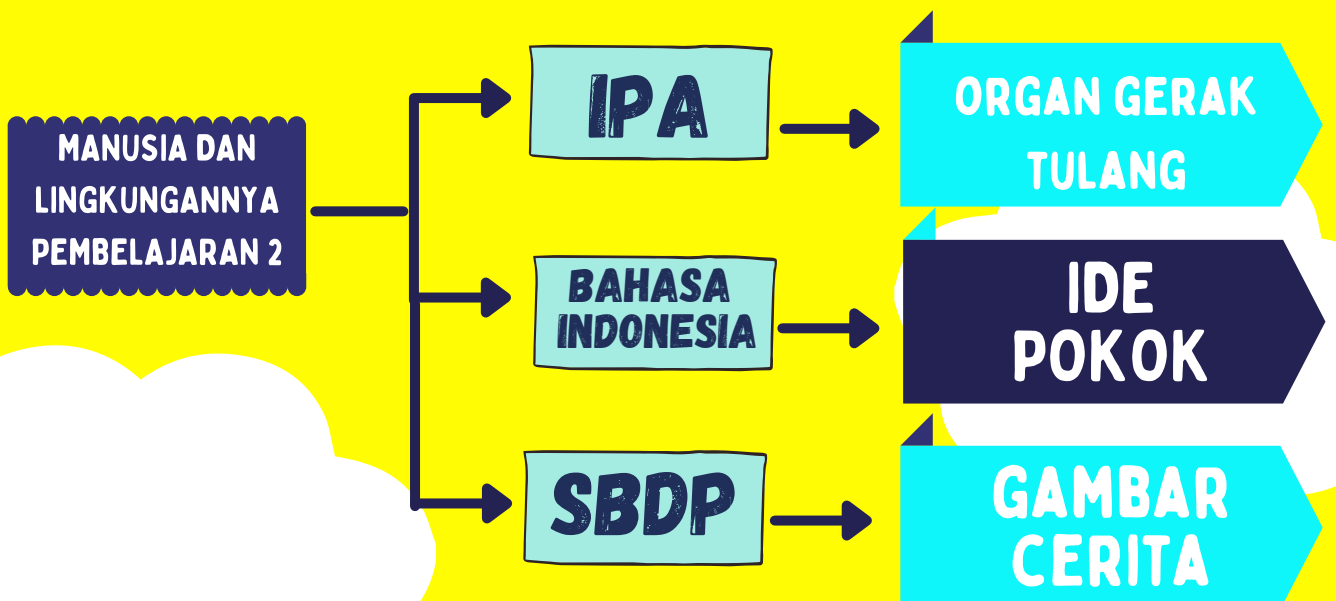 MANUSIA DAN
LINGKUNGANNYA
PEMBELAJARAN 2
IPA
ORGAN GERAK
TULANG
BAHASA
INDONESIA
IDE
POKOK
SBDP
GAMBAR
CERITA